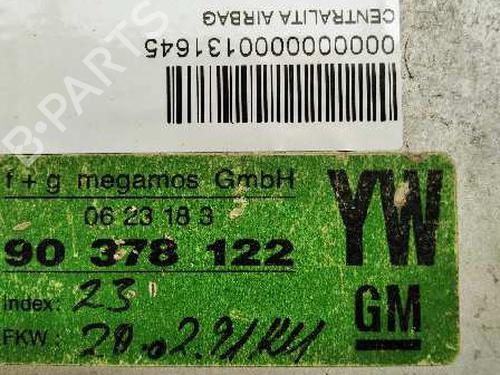 CENTRALITA AIRBAG
0000000000131645
B-PARTS
f + g megamos GmbH
06 23 18 3
90 378 122
YW
GM
Index: 23
FKW: